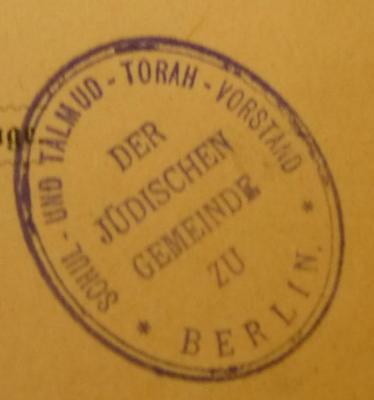 SCHUL- UND TALMUD-TORAH-VORSTAND
DER
JÜDISCHEN
GEMEINDE
ZU
* BERLIN. *